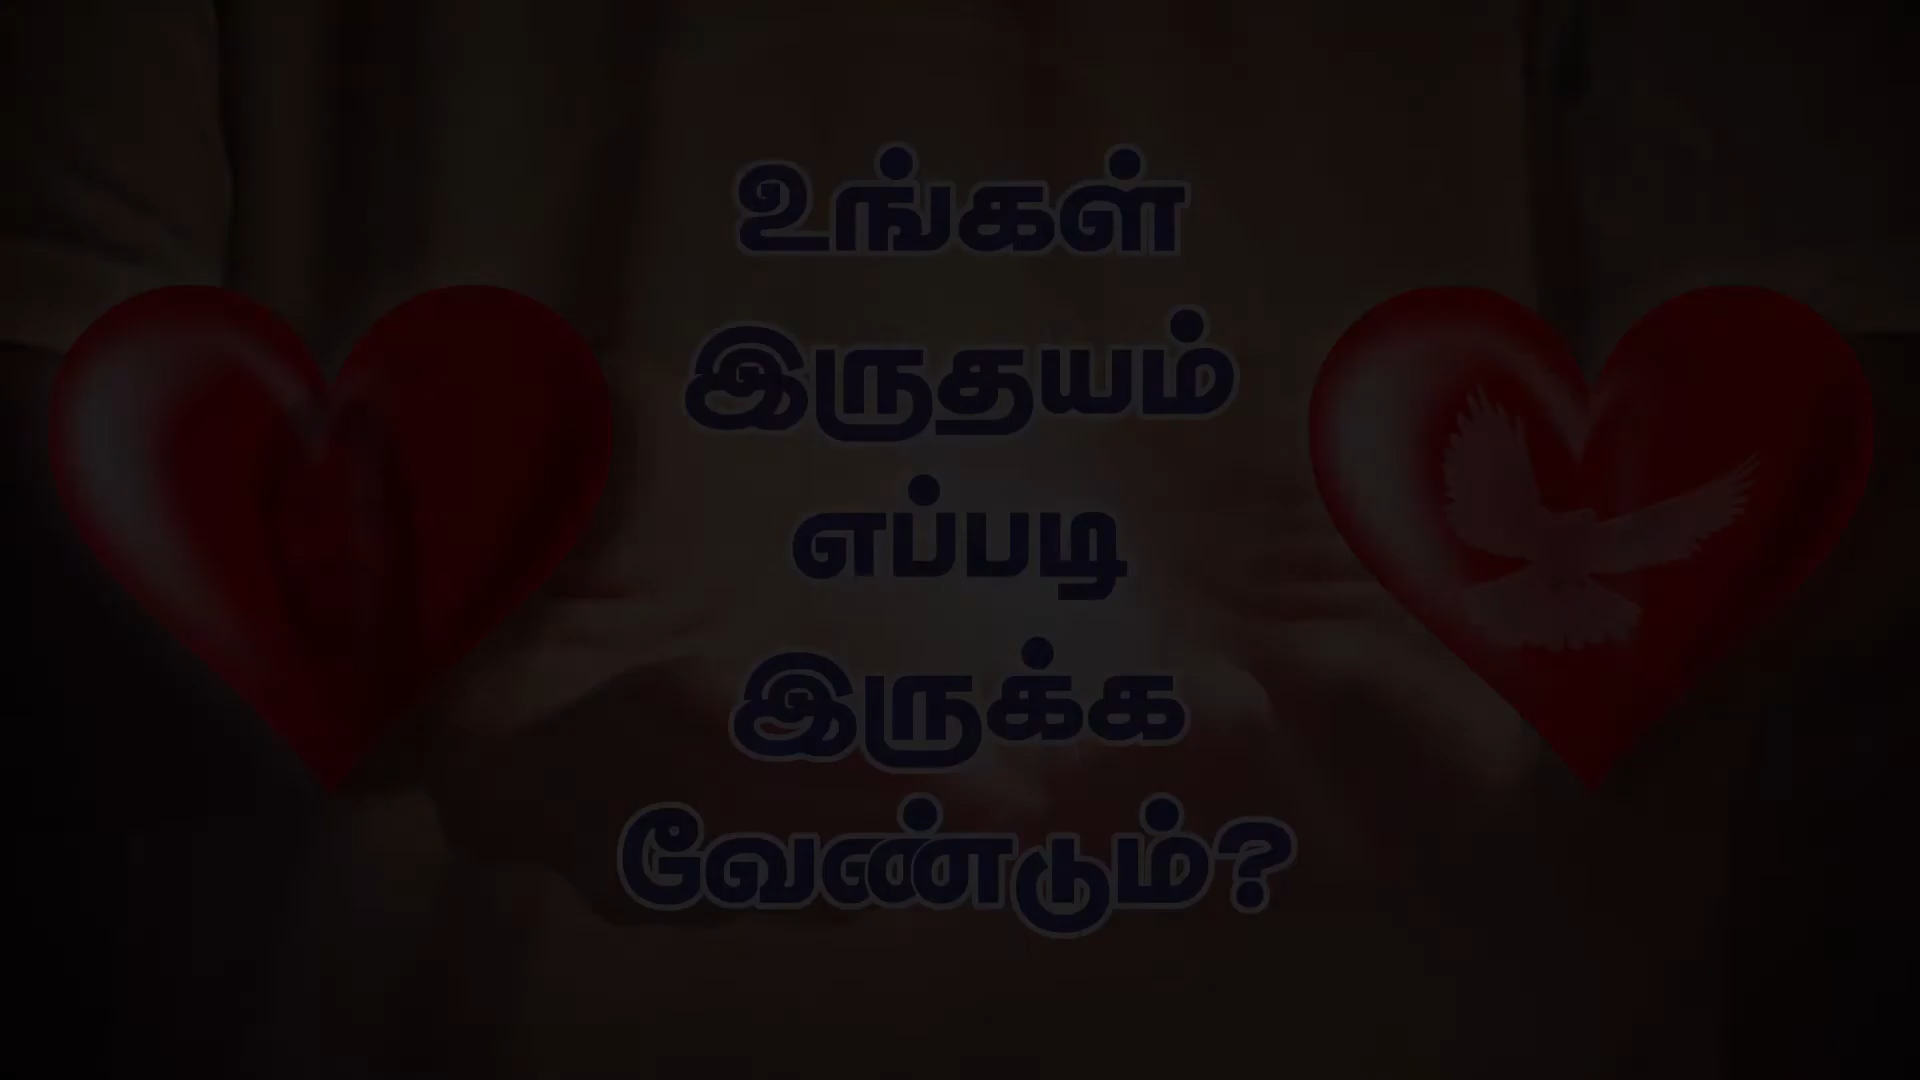 உங்கள்
இருதயம்
எப்படி
இருக்க
வேண்டும்?